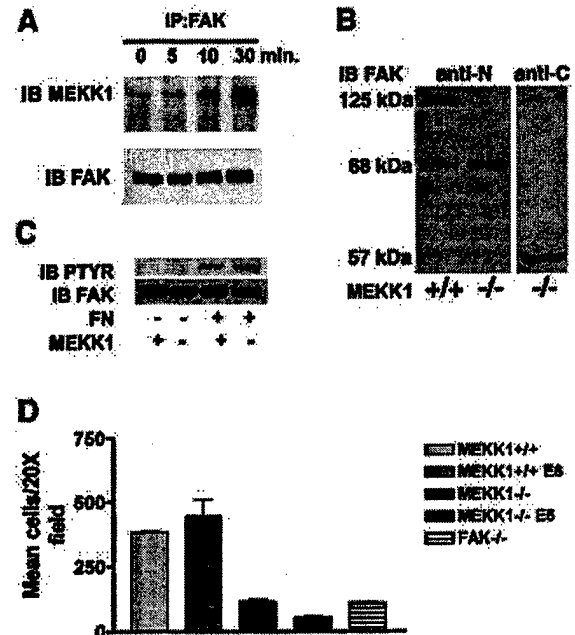 A
IP:FAK
0 5 10 30 min.
IB MEKK1
IB FAK
B
IB FAK anti-N anti-C
125 kDa
68 kDa
57 kDa
MEKK1 +/+ -/- -/-
C
IB PTYR
IB FAK
FN - - + +
MEKK1 + - + -
D
Mean cells/20X
field
750
500
250
0
MEKK1+/+
MEKK1+/+ E6
MEKK1-/-
MEKK1-/- E6
FAK-/-